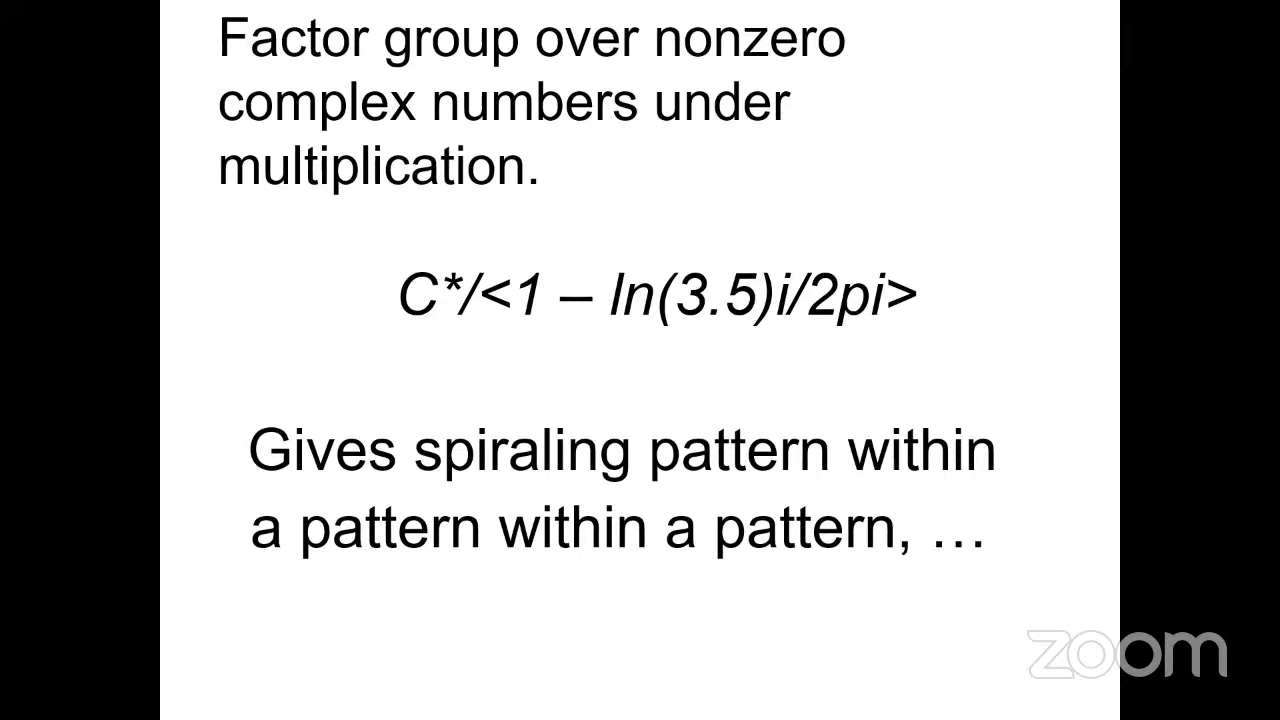 Factor group over nonzero
complex numbers under
multiplication.
C*/<1 – ln(3.5)i/2pi>
Gives spiraling pattern within
a pattern within a pattern, …
zoom